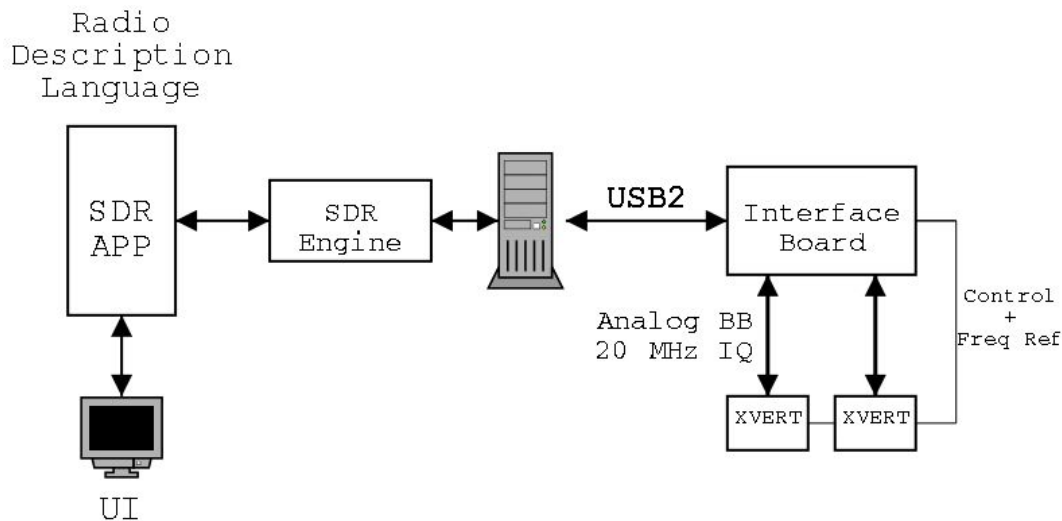 Radio
Description
Language
SDR
APP
SDR
Engine
USB2
Interface
Board
Analog BB
20 MHz IQ
Control
+
Freq Ref
XVERT
XVERT
UI